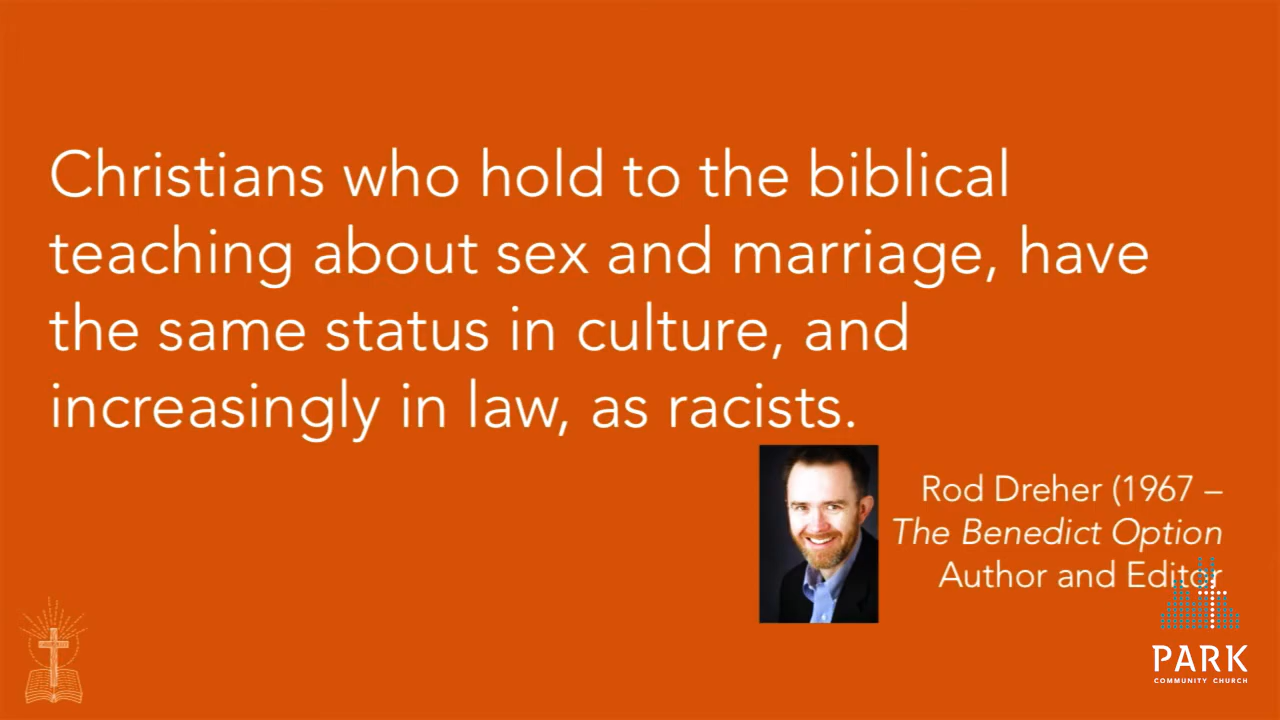 Christians who hold to the biblical
teaching about sex and marriage, have
the same status in culture, and
increasingly in law, as racists.
Rod Dreher (1967 –
The Benedict Option
Author and Editor
PARK
COMMUNITY CHURCH